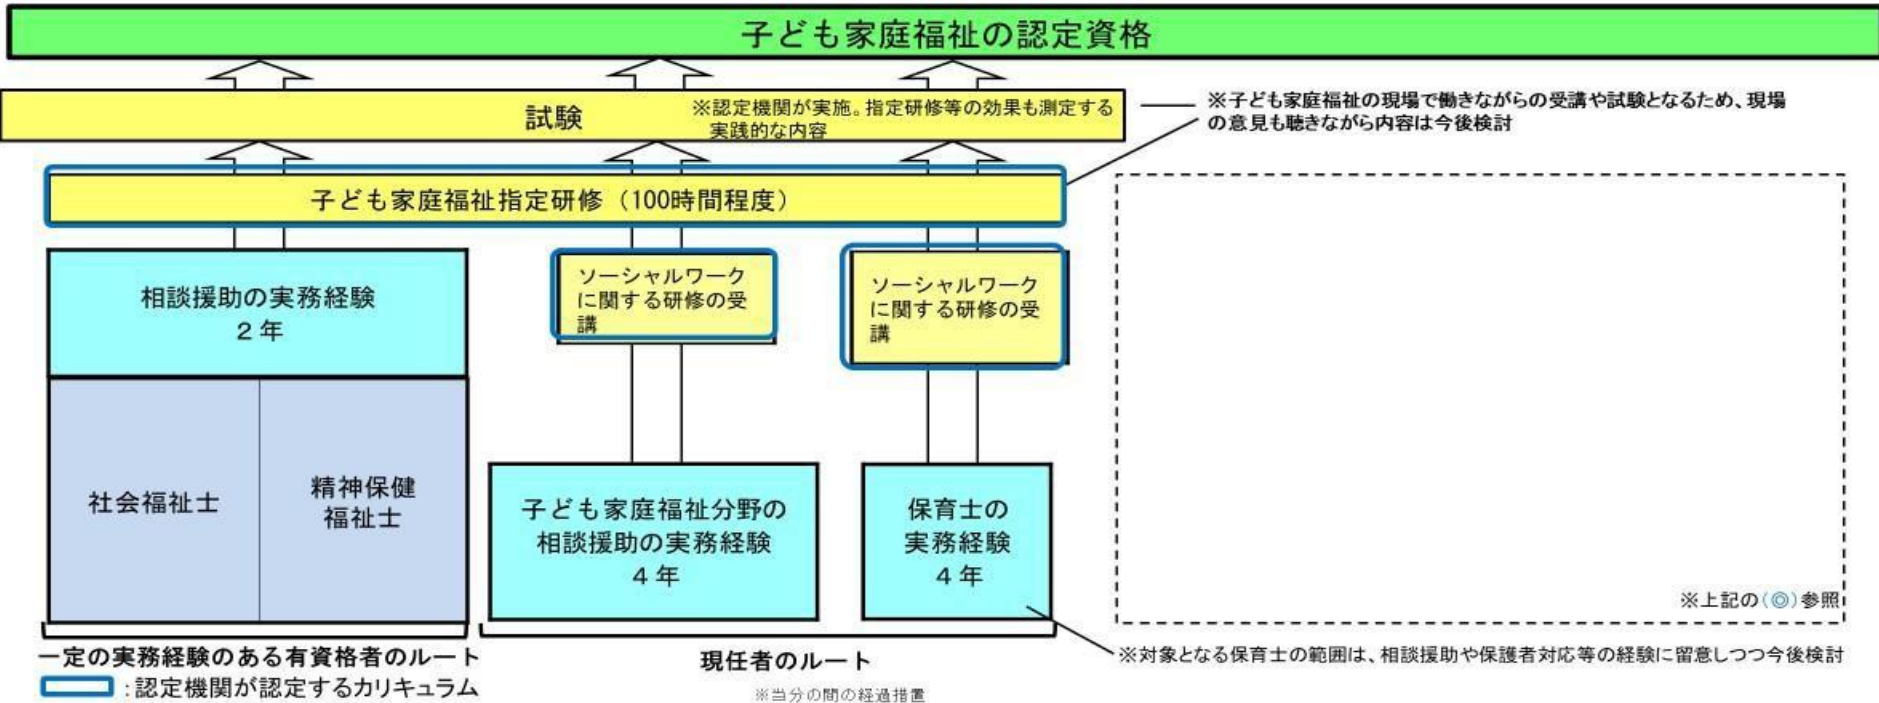 子ども家庭福祉の認定資格
試験
※認定機関が実施。指定研修等の効果も測定する
実践的な内容
※子ども家庭福祉の現場で働きながらの受講や試験となるため、現場
の意見も聴きながら内容は今後検討
子ども家庭福祉指定研修（100時間程度）
相談援助の実務経験
２年
社会福祉士
精神保健
福祉士
ソーシャルワーク
に関する研修の受
講
ソーシャルワーク
に関する研修の受
講
子ども家庭福祉分野の
相談援助の実務経験
４年
保育士の
実務経験
４年
※上記の（◎）参照
一定の実務経験のある有資格者のルート
：認定機関が認定するカリキュラム
現任者のルート
※当分の間の経過措置
※対象となる保育士の範囲は、相談援助や保護者対応等の経験に留意しつつ今後検討